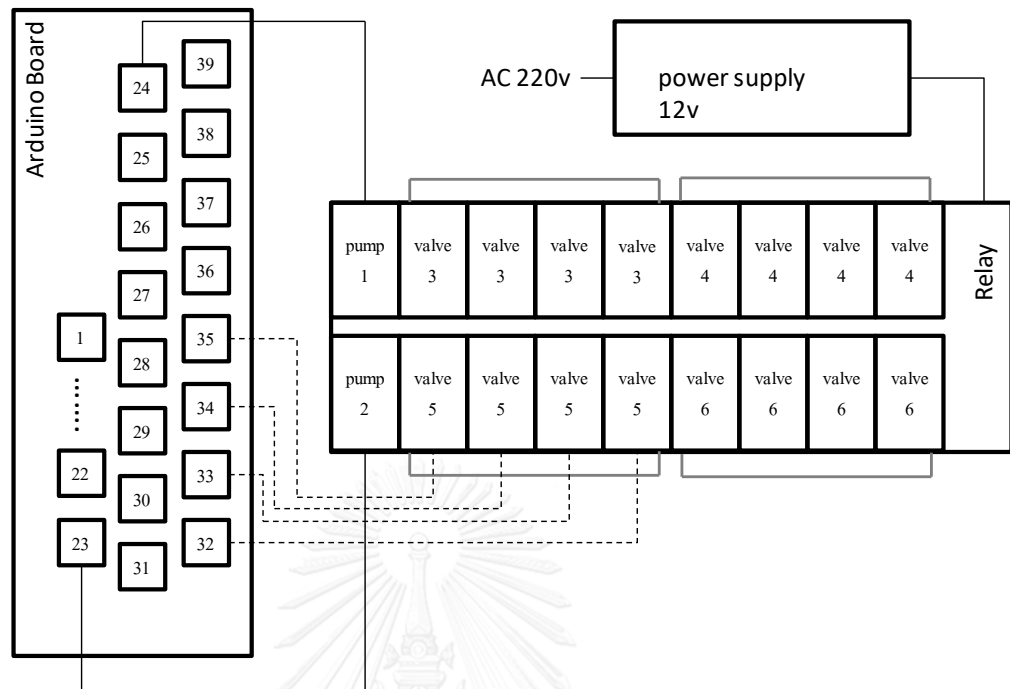 Arduino Board
39
24
38
25
37
26
36
27
1
35
28
34
29
22
33
30
23
32
31
AC 220v
power supply
12v
pump
1
valve
3
valve
3
valve
3
valve
3
valve
4
valve
4
valve
4
valve
4
Relay
pump
2
valve
5
valve
5
valve
5
valve
5
valve
6
valve
6
valve
6
valve
6